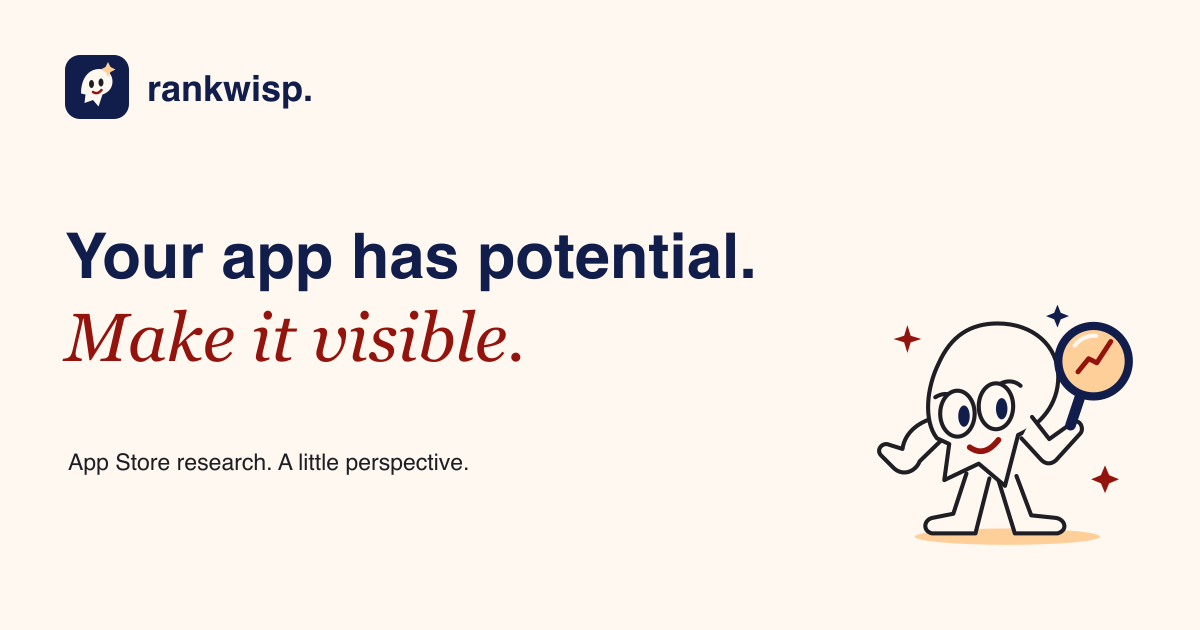 rankwisp.
Your app has potential.
Make it visible.
App Store research. A little perspective.